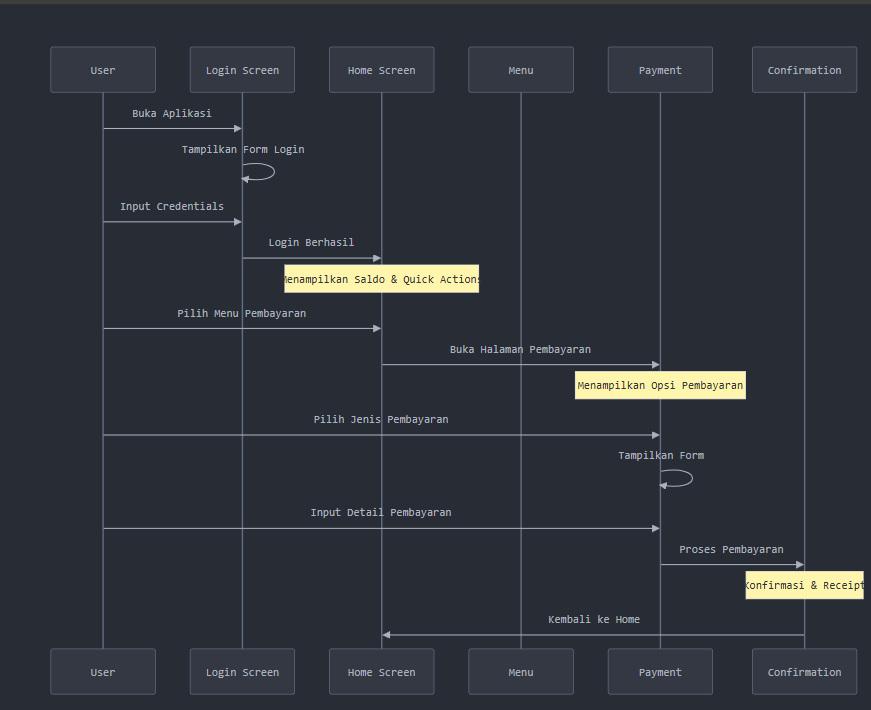 User
Login Screen
Home Screen
Menu
Payment
Confirmation
Buka Aplikasi
Tampilkan Form Login
Input Credentials
Login Berhasil
Menampilkan Saldo & Quick Actions
Pilih Menu Pembayaran
Buka Halaman Pembayaran
Menampilkan Opsi Pembayaran
Pilih Jenis Pembayaran
Tampilkan Form
Input Detail Pembayaran
Proses Pembayaran
Konfirmasi & Receipt
Kembali ke Home
User
Login Screen
Home Screen
Menu
Payment
Confirmation